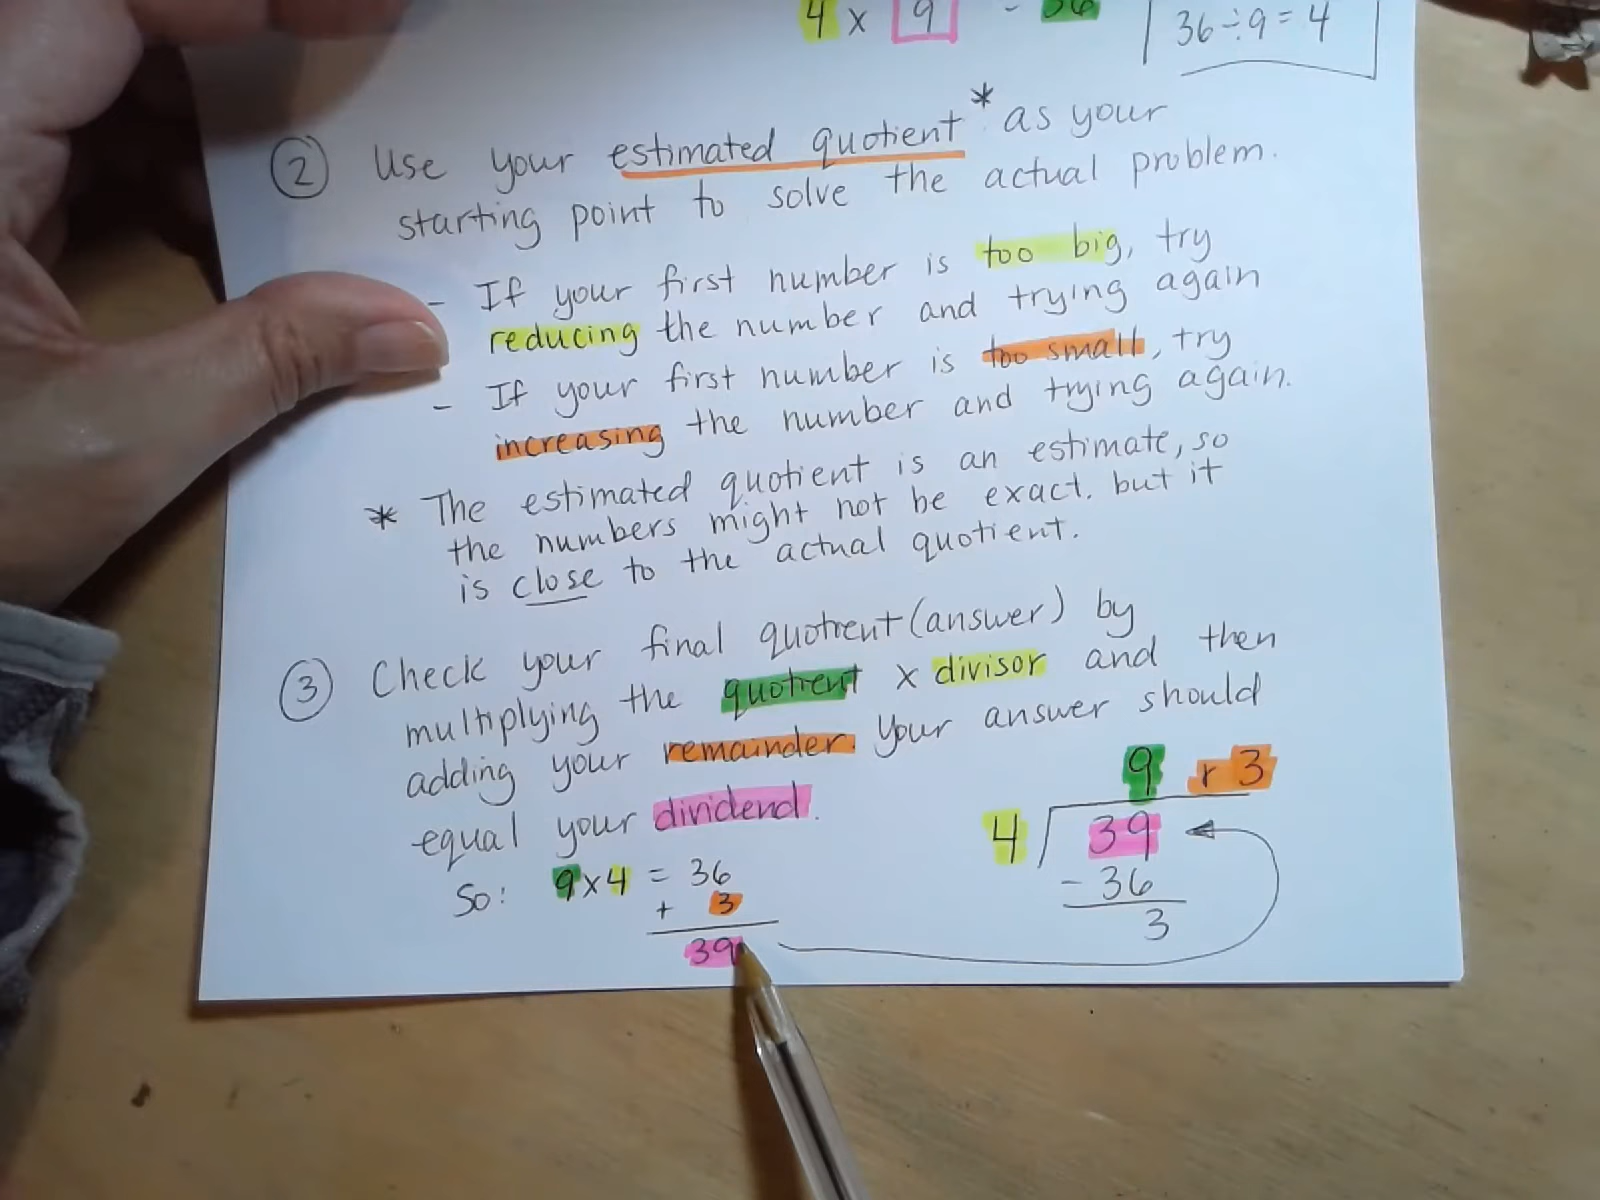 4 x 9 = 36
36÷9=4
② Use your estimated quotient* as your
starting point to solve the actual problem.
- If your first number is too big, try
reducing the number and trying again
- If your first number is too small, try
increasing the number and trying again.
* The estimated quotient is an estimate, so
the numbers might not be exact. but it
is close to the actual quotient.
③ Check your final quotient (answer) by
multiplying the quotient x divisor and then
adding your remainder. Your answer should
equal your dividend.
So: 9x4 = 36
+ 3
39
9 r 3
4 39
- 36
3